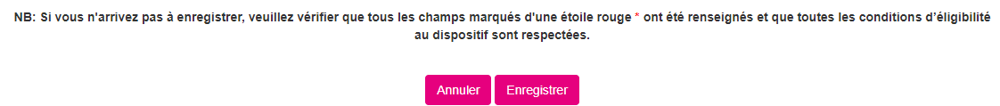 NB: Si vous n'arrivez pas à enregistrer, veuillez vérifier que tous les champs marqués d'une étoile rouge * ont été renseignés et que toutes les conditions d’éligibilité
au dispositif sont respectées.
Annuler Enregistrer